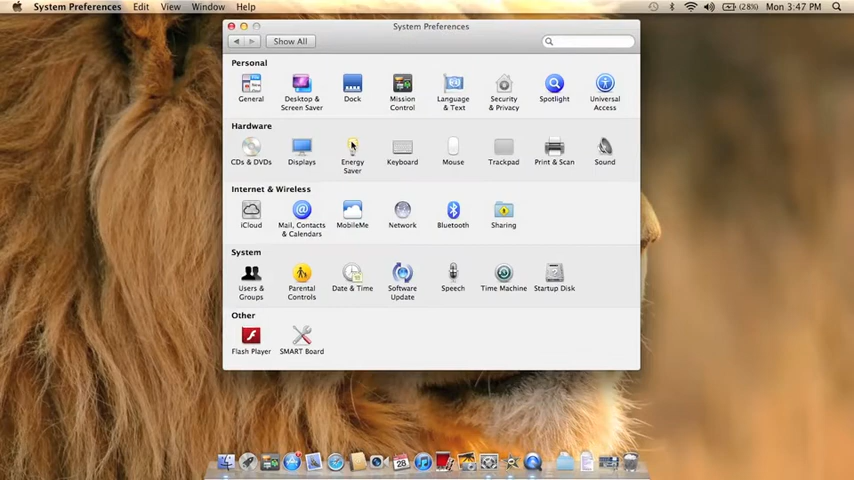 System Preferences Edit View Window Help (28%) Mon 3:47 PM
System Preferences
Show All
Personal
General Desktop & Screen Saver Dock Mission Control Language & Text Security & Privacy Spotlight Universal Access
Hardware
CDs & DVDs Displays Energy Saver Keyboard Mouse Trackpad Print & Scan Sound
Internet & Wireless
iCloud Mail, Contacts & Calendars MobileMe Network Bluetooth Sharing
System
Users & Groups Parental Controls Date & Time Software Update Speech Time Machine Startup Disk
Other
Flash Player SMART Board
28